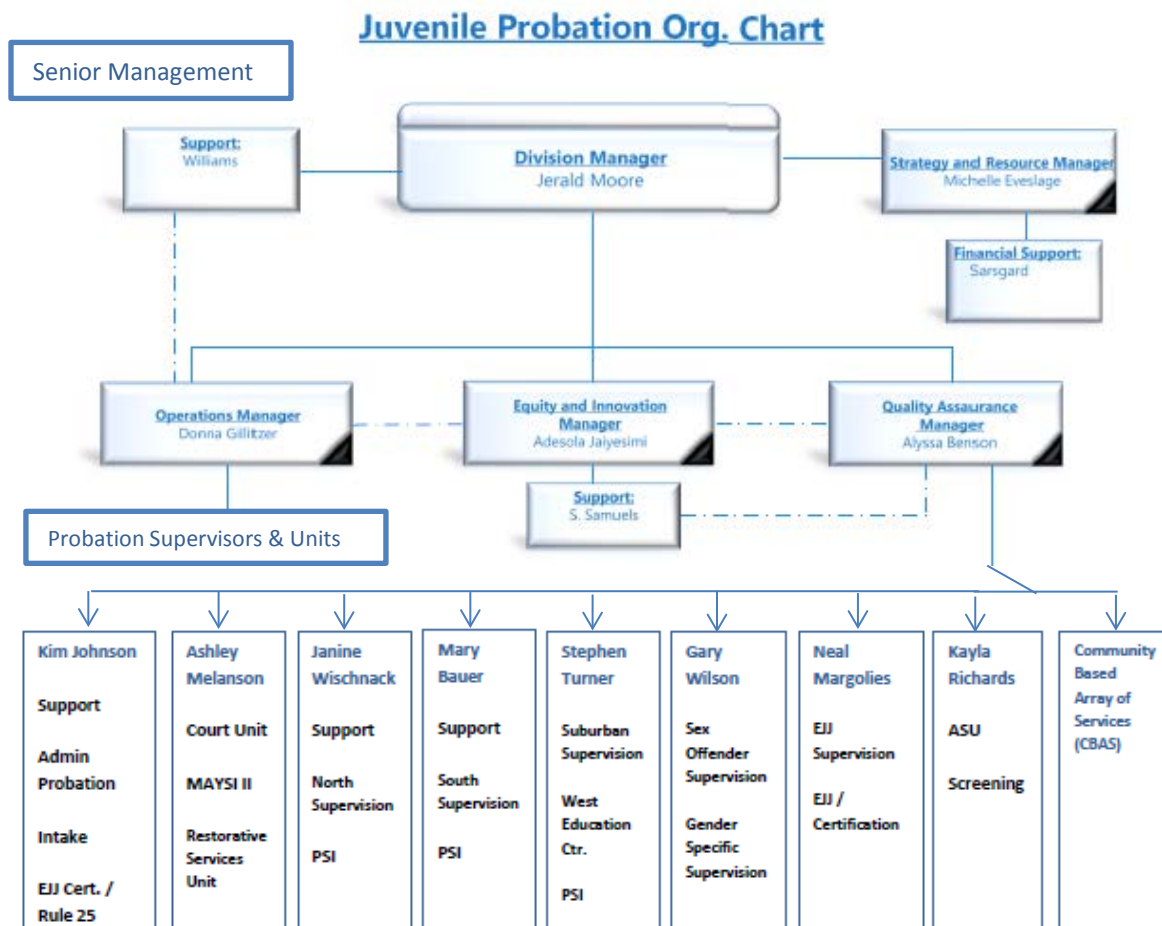 Juvenile Probation Org. Chart
Senior Management
Support:
Williams
Division Manager
Jerald Moore
Strategy and Resource Manager
Michelle Eveslage
Financial Support:
Sarsgard
Operations Manager
Donna Gillitzer
Equity and Innovation
Manager
Adesola Jaiyesimi
Quality Assaurance
Manager
Alyssa Benson
Support:
S. Samuels
Probation Supervisors & Units
Kim Johnson
Support
Admin
Probation
Intake
EJJ Cert. /
Rule 25
Ashley
Melanson
Court Unit
MAYSI II
Restorative
Services
Unit
Janine
Wischnack
Support
North
Supervision
PSI
Mary
Bauer
Support
South
Supervision
PSI
Stephen
Turner
Suburban
Supervision
West
Education
Ctr.
PSI
Gary
Wilson
Sex
Offender
Supervision
Gender
Specific
Supervision
Neal
Margolies
EJJ
Supervision
EJJ /
Certification
Kayla
Richards
ASU
Screening
Community
Based
Array of
Services
(CBAS)